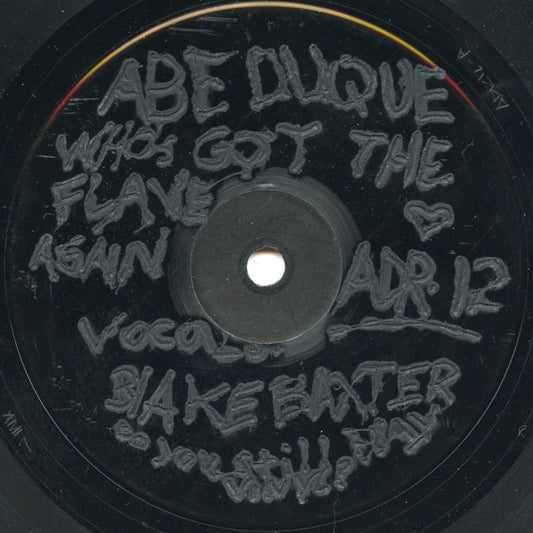 ABE DUQUE
WHO'S GOT THE
FLAVE
AGAIN
ADR. 12
VOCALS:
BLAKE BAXTER
DO YOU still PLAY
VINYL?